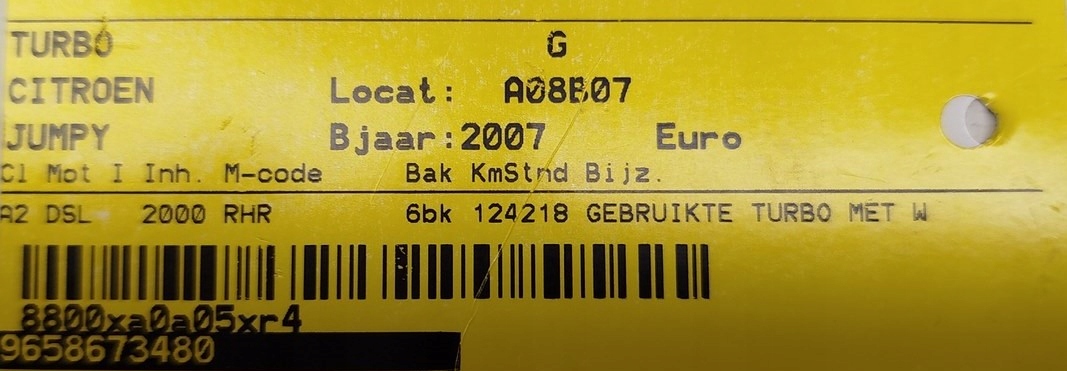 TURBO G
CITROEN Locat: A08B07
JUMPY Bjaar:2007 Euro
Cl Mot I Inh. M-code Bak KmStnd Bijz.
A2 DSL 2000 RHR 6bk 124218 GEBRUIKTE TURBO MET W
8800xa0a05xr4
9658673480